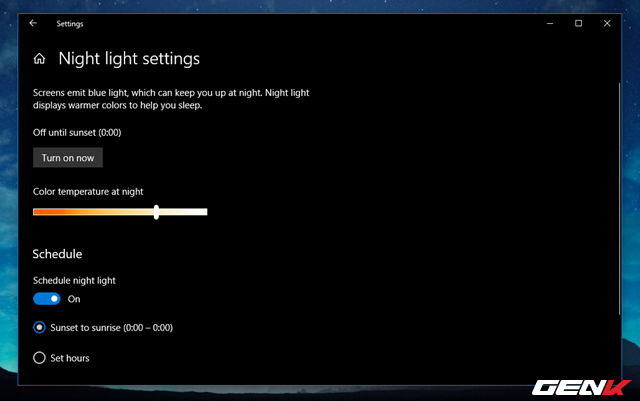 Settings
Night light settings
Screens emit blue light, which can keep you up at night. Night light
displays warmer colors to help you sleep.
Off until sunset (0:00)
Turn on now
Color temperature at night
Schedule
Schedule night light
On
Sunset to sunrise (0:00 – 0:00)
Set hours
GENK